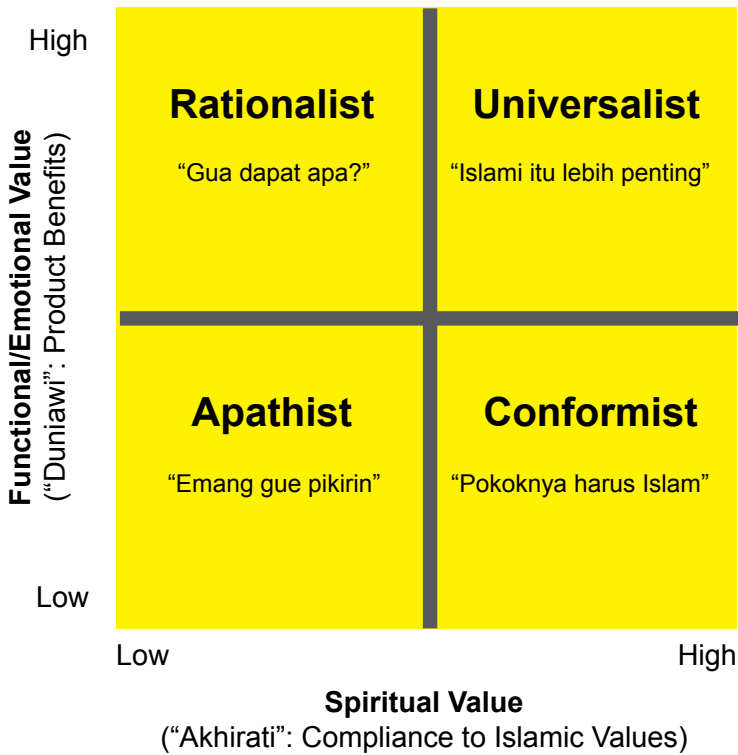 High
Rationalist
Universalist
“Gua dapat apa?”
“Islami itu lebih penting”
Functional/Emotional Value
(“Duniawi”: Product Benefits)
Apathist
Conformist
“Emang gue pikirin”
“Pokoknya harus Islam”
Low
Low
High
Spiritual Value
(“Akhirati”: Compliance to Islamic Values)